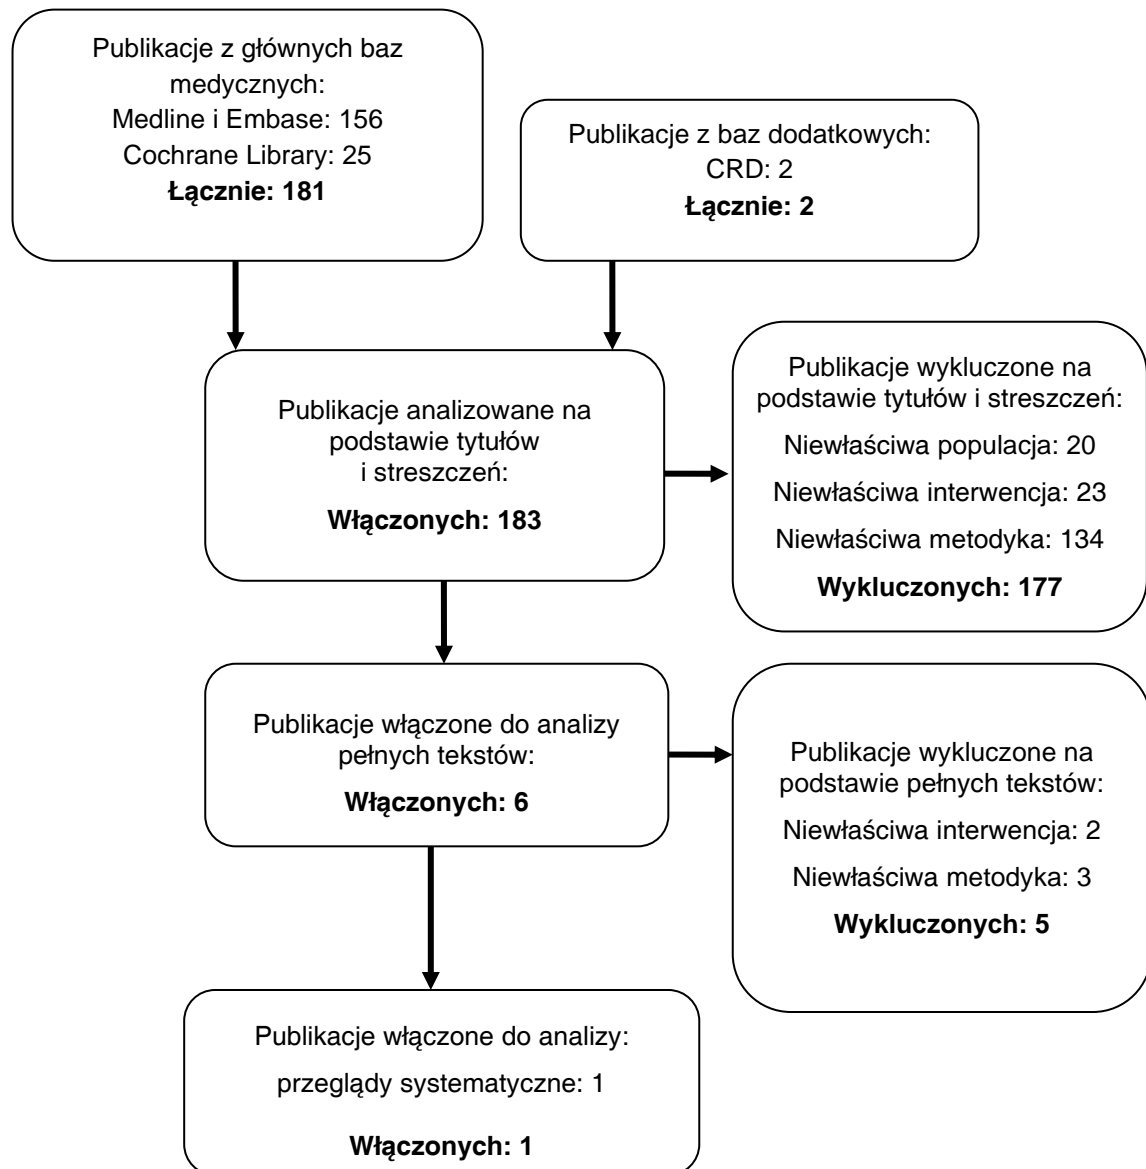 Publikacje z głównych baz
medycznych:
Medline i Embase: 156
Cochrane Library: 25
Łącznie: 181
Publikacje z baz dodatkowych:
CRD: 2
Łącznie: 2
Publikacje analizowane na
podstawie tytułów
i streszczeń:
Włączonych: 183
Publikacje wykluczone na
podstawie tytułów i streszczeń:
Niewłaściwa populacja: 20
Niewłaściwa interwencja: 23
Niewłaściwa metodyka: 134
Wykluczonych: 177
Publikacje włączone do analizy
pełnych tekstów:
Włączonych: 6
Publikacje wykluczone na
podstawie pełnych tekstów:
Niewłaściwa interwencja: 2
Niewłaściwa metodyka: 3
Wykluczonych: 5
Publikacje włączone do analizy:
przeglądy systematyczne: 1
Włączonych: 1